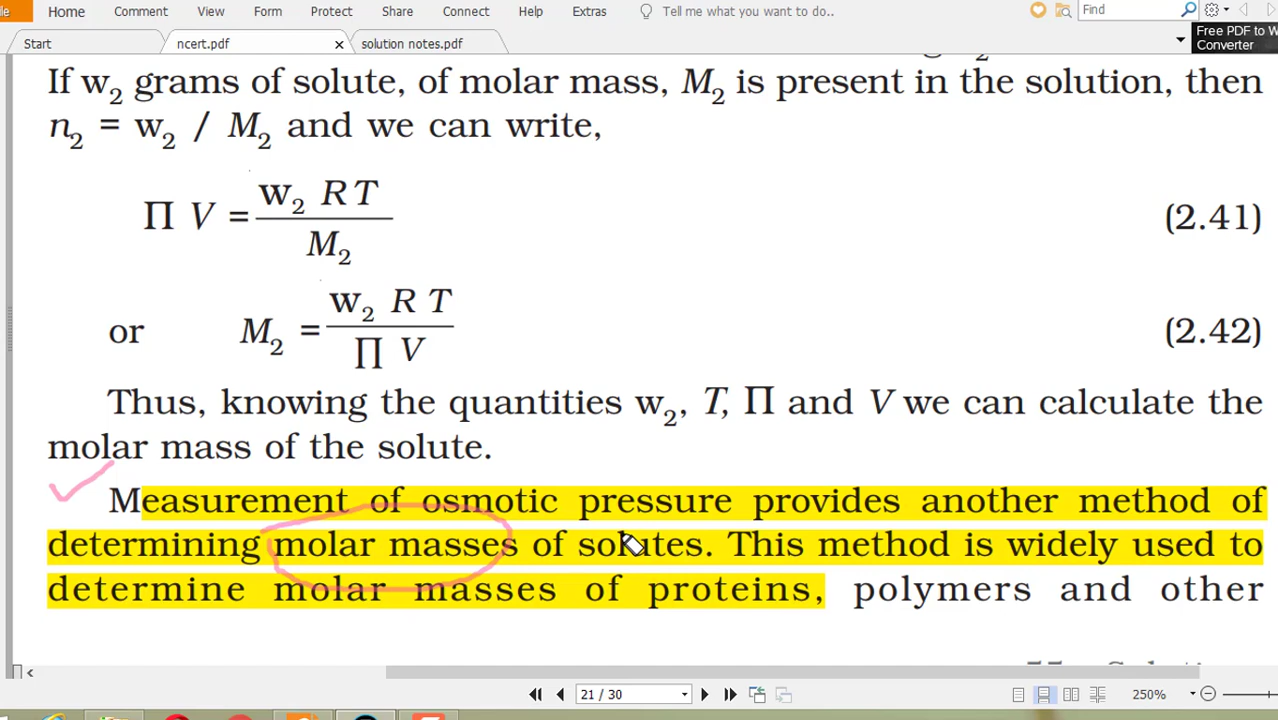 Home Comment View Form Protect Share Connect Help Extras Tell me what you want to do.. Find
Start ncert.pdf × solution notes.pdf Free PDF to W
Converter
If w₂ grams of solute, of molar mass, M₂ is present in the solution, then
n₂ = w₂ / M₂ and we can write,
Π V = w₂ R T / M₂ (2.41)
or M₂ = w₂ R T / Π V (2.42)
Thus, knowing the quantities w₂, T, Π and V we can calculate the
molar mass of the solute.
Measurement of osmotic pressure provides another method of
determining molar masses of solutes. This method is widely used to
determine molar masses of proteins, polymers and other
21 / 30 250%